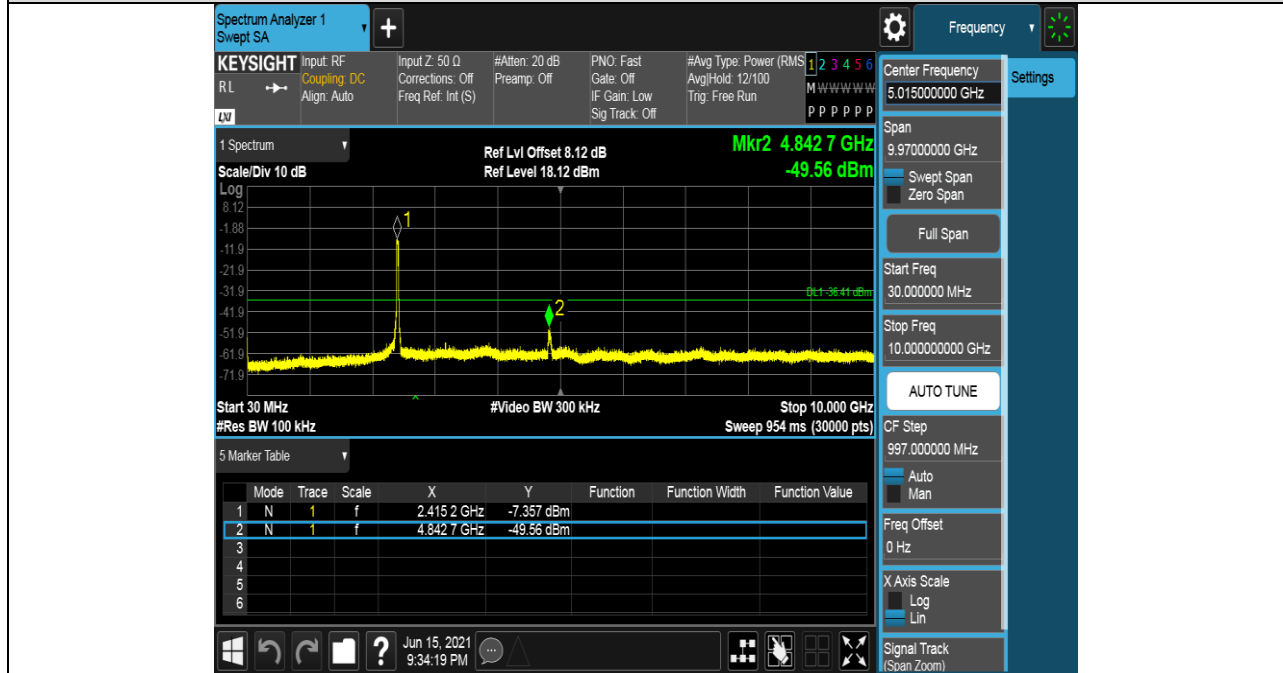 Spectrum Analyzer 1
Swept SA
+
Frequency
KEYSIGHT
Input: RF
Coupling: DC
Align: Auto
Input Z: 50 Ω
Corrections: Off
Freq Ref: Int (S)
#Atten: 20 dB
Preamp: Off
PNO: Fast
Gate: Off
IF Gain: Low
Sig Track: Off
#Avg Type: Power (RMS
Avg|Hold: 12/100
Trig: Free Run
1 2 3 4 5 6
M W W W W W
P P P P P P
R L
LXI
1 Spectrum
Scale/Div 10 dB
Ref Lvl Offset 8.12 dB
Ref Level 18.12 dBm
Mkr2 4.842 7 GHz
-49.56 dBm
Log
8.12
-1.88
-11.9
-21.9
-31.9
-41.9
-51.9
-61.9
-71.9
1
2
DL1 -36.41 dBm
Start 30 MHz
#Video BW 300 kHz
Stop 10.000 GHz
#Res BW 100 kHz
Sweep 954 ms (30000 pts)
5 Marker Table
Mode Trace Scale X Y Function Function Width Function Value
1 N 1 f 2.415 2 GHz -7.357 dBm
2 N 1 f 4.842 7 GHz -49.56 dBm
3
4
5
6
Jun 15, 2021
9:34:19 PM
?
Center Frequency
5.015000000 GHz
Settings
Span
9.97000000 GHz
Swept Span
Zero Span
Full Span
Start Freq
30.000000 MHz
Stop Freq
10.000000000 GHz
AUTO TUNE
CF Step
997.000000 MHz
Auto
Man
Freq Offset
0 Hz
X Axis Scale
Log
Lin
Signal Track
(Span Zoom)